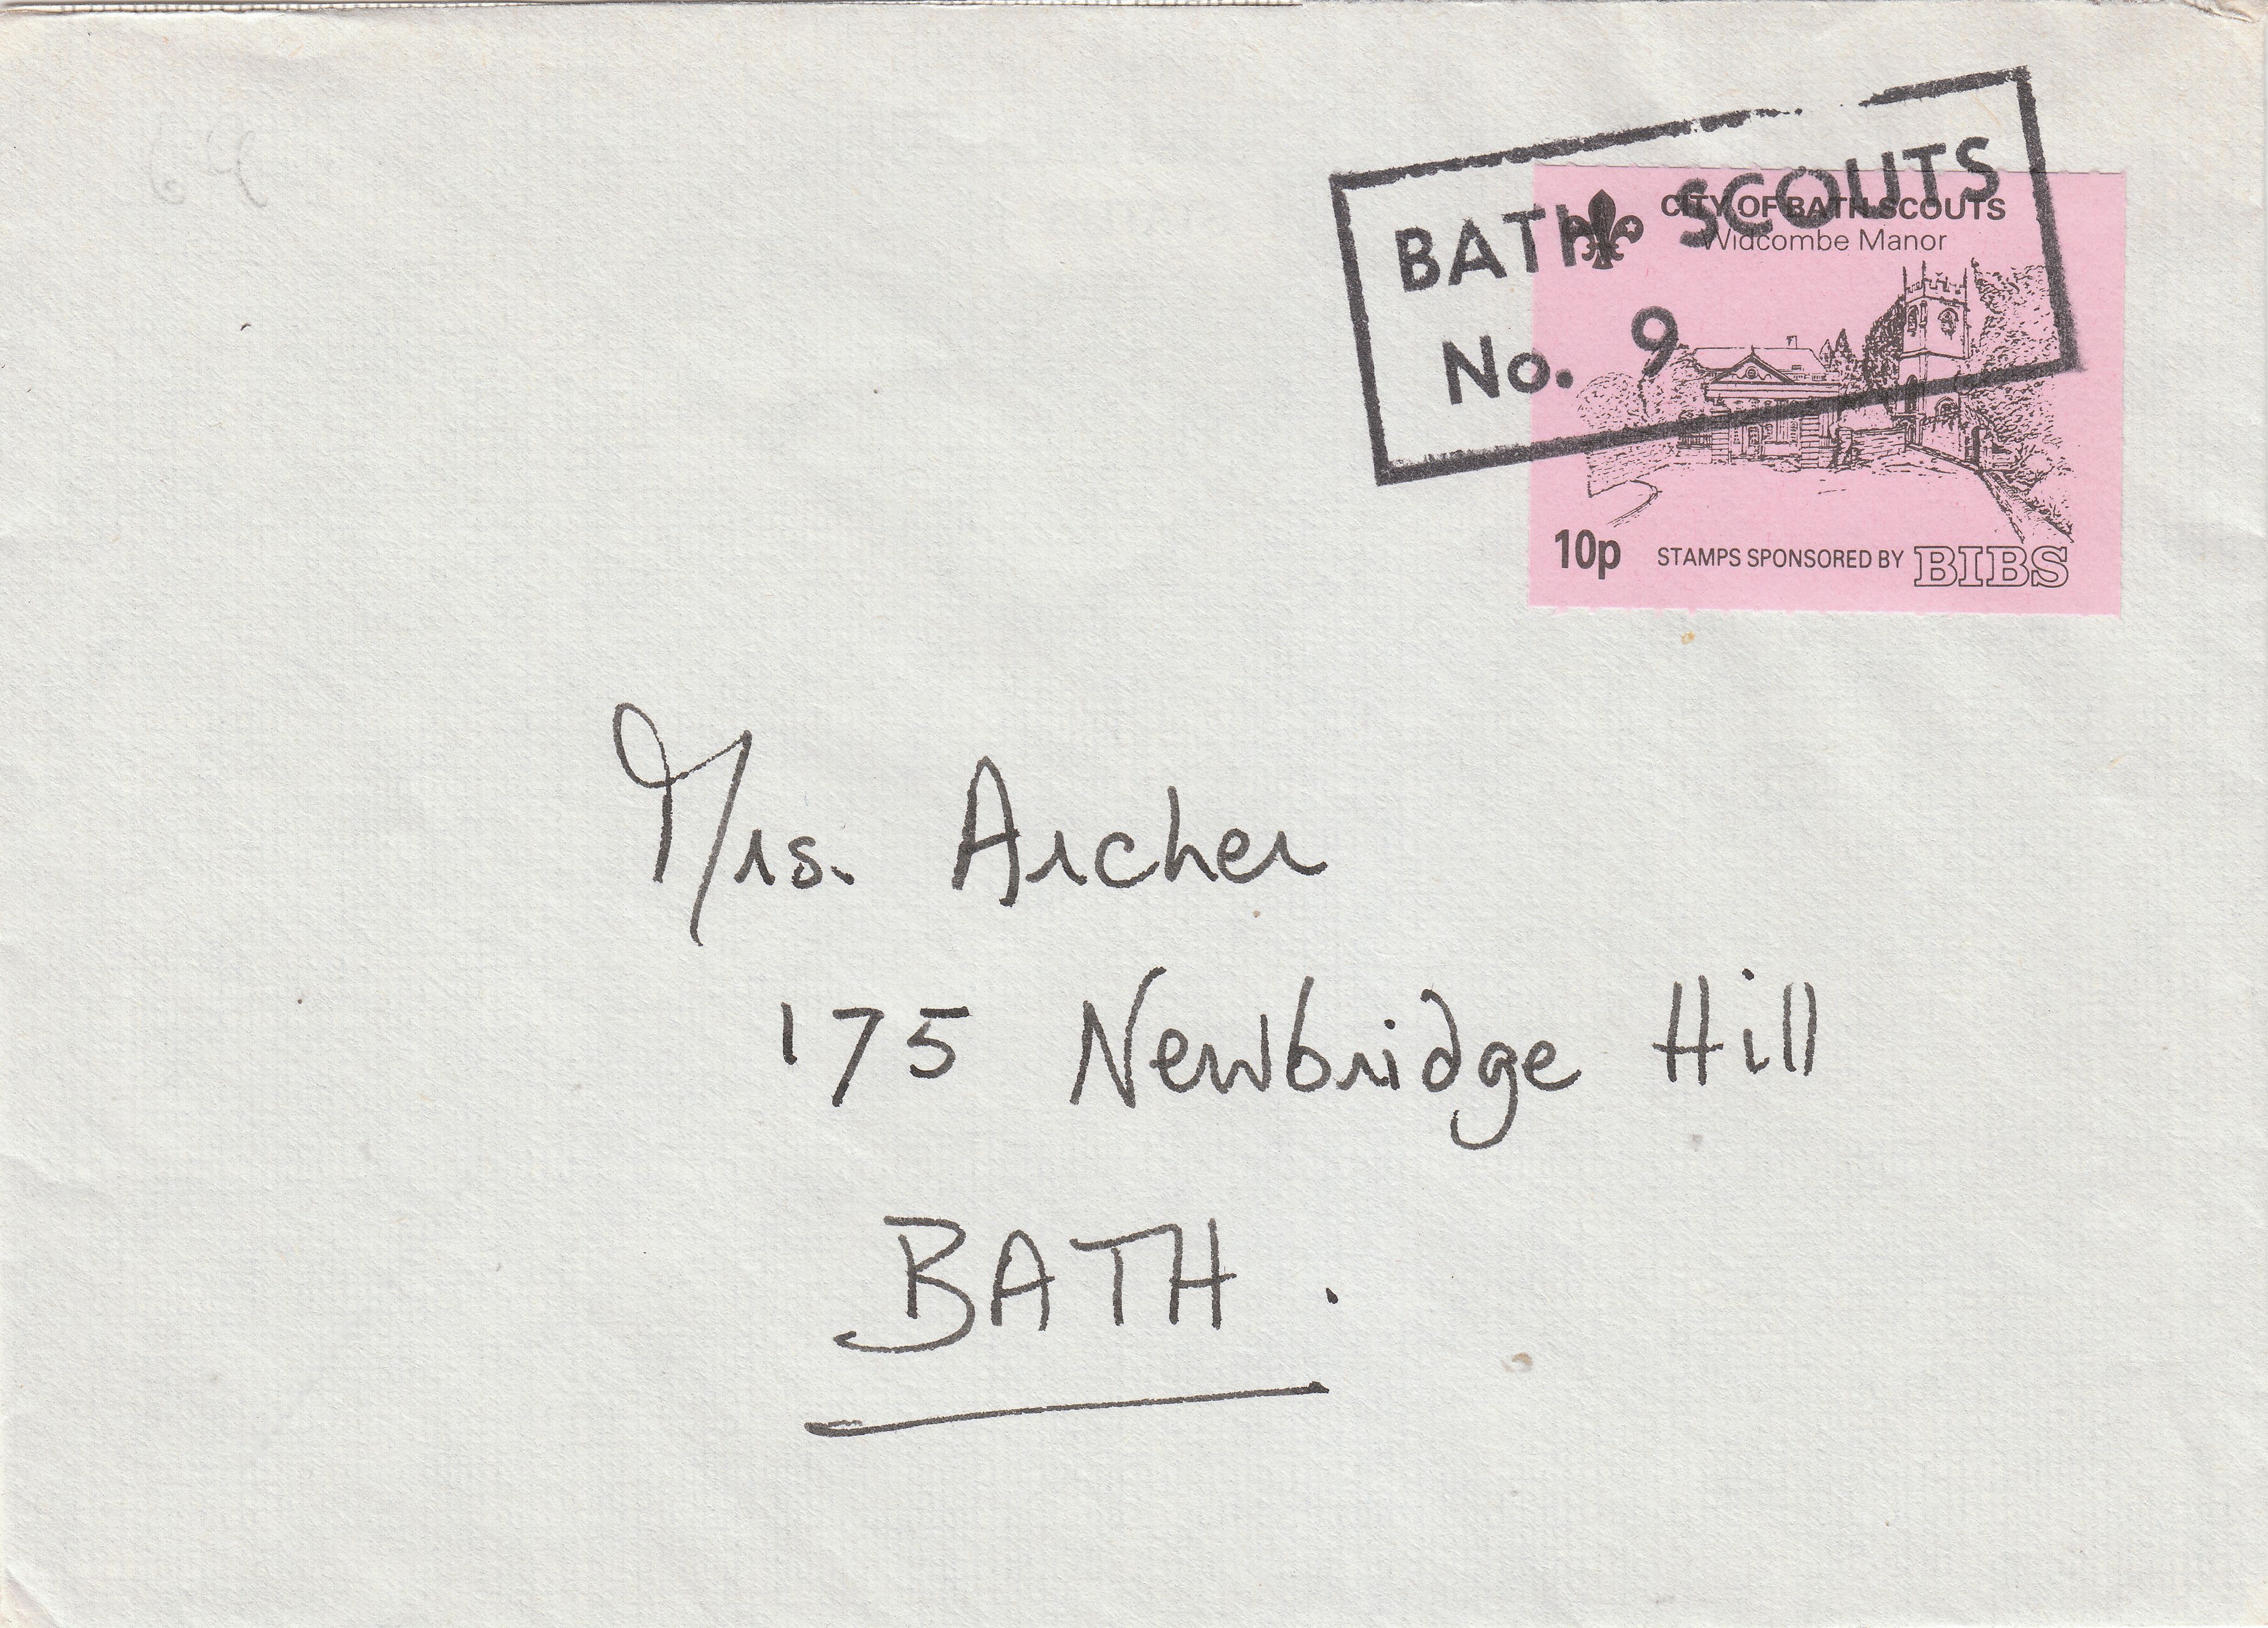 BATH SCOUTS
No. 9
CITY OF BATH SCOUTS
Widcombe Manor
10p STAMPS SPONSORED BY BIBS
Mrs. Archer
175 Newbridge Hill
BATH.